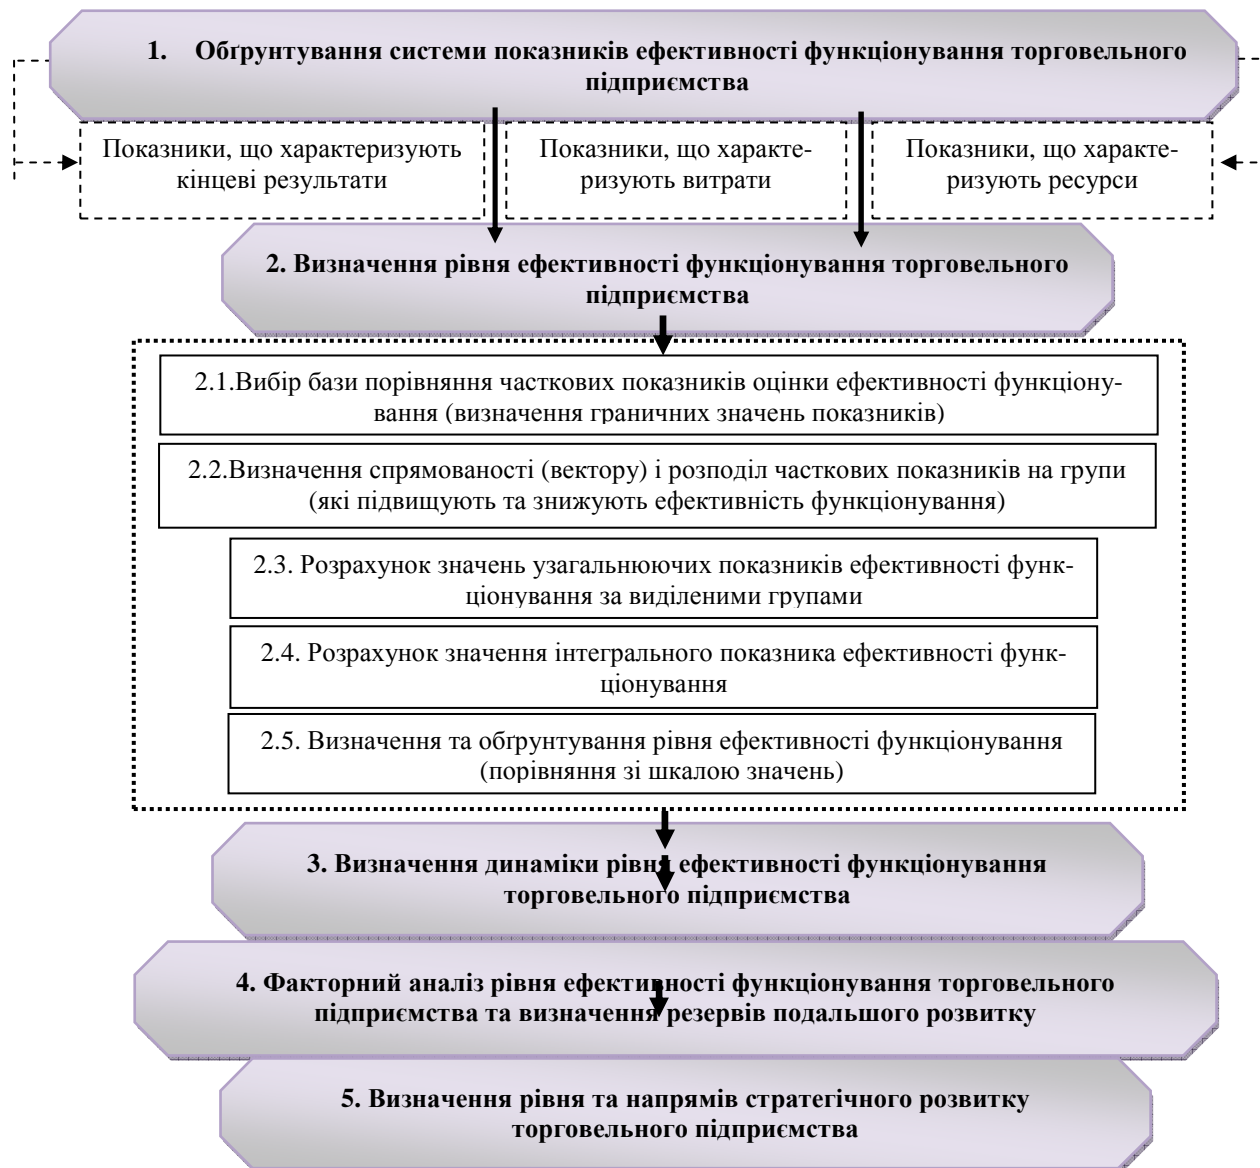 1. Обґрунтування системи показників ефективності функціонування торговельного
підприємства
Показники, що характеризують
кінцеві результати
Показники, що характе-
ризують витрати
Показники, що характе-
ризують ресурси
2. Визначення рівня ефективності функціонування торговельного
підприємства
2.1.Вибір бази порівняння часткових показників оцінки ефективності функціону-
вання (визначення граничних значень показників)
2.2.Визначення спрямованості (вектору) і розподіл часткових показників на групи
(які підвищують та знижують ефективність функціонування)
2.3. Розрахунок значень узагальнюючих показників ефективності функ-
ціонування за виділеними групами
2.4. Розрахунок значення інтегрального показника ефективності функ-
ціонування
2.5. Визначення та обґрунтування рівня ефективності функціонування
(порівняння зі шкалою значень)
3. Визначення динаміки рівня ефективності функціонування
торговельного підприємства
4. Факторний аналіз рівня ефективності функціонування торговельного
підприємства та визначення резервів подальшого розвитку
5. Визначення рівня та напрямів стратегічного розвитку
торговельного підприємства